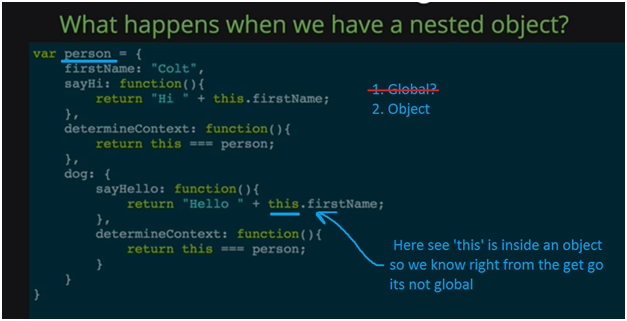 What happens when we have a nested object?
var person = {
    firstName: "Colt",
    sayHi: function(){
        return "Hi " + this.firstName;
    },
    determineContext: function(){
        return this === person;
    },
    dog: {
        sayHello: function(){
            return "Hello " + this.firstName;
        },
        determineContext: function(){
            return this === person;
        }
    }
}
1. Global?
2. Object
Here see 'this' is inside an object
so we know right from the get go
its not global